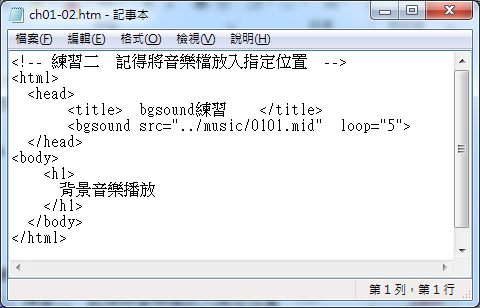 ch01-02.htm - 記事本
檔案(F) 編輯(E) 格式(O) 檢視(V) 說明(H)
<!-- 練習二 記得將音樂檔放入指定位置 -->
<html>
<head>
<title> bgsound練習 </title>
<bgsound src="../music/0101.mid" loop="5">
</head>
<body>
<h1>
背景音樂播放
</h1>
</body>
</html>
第 1 列，第 1 行